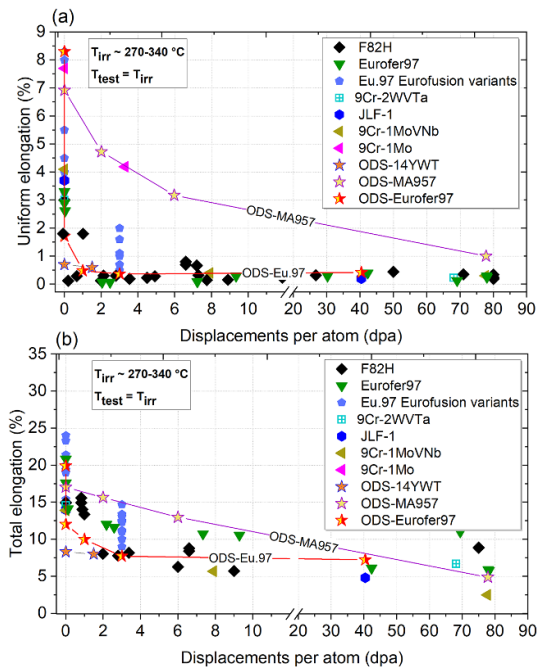 (a)
T_irr ~ 270-340 °C
T_test = T_irr
F82H
Eurofer97
Eu.97 Eurofusion variants
9Cr-2WVTa
JLF-1
9Cr-1MoVNb
9Cr-1Mo
ODS-14YWT
ODS-MA957
ODS-Eurofer97
Uniform elongation (%)
9
8
7
6
5
4
3
2
1
0
ODS-MA957
ODS-Eu.97
0 2 4 6 8 10 20 30 40 50 60 70 80 90
Displacements per atom (dpa)
(b)
T_irr ~ 270-340 °C
T_test = T_irr
F82H
Eurofer97
Eu.97 Eurofusion variants
9Cr-2WVTa
JLF-1
9Cr-1MoVNb
9Cr-1Mo
ODS-14YWT
ODS-MA957
ODS-Eurofer97
Total elongation (%)
35
30
25
20
15
10
5
0
ODS-MA957
ODS-Eu.97
0 2 4 6 8 10 20 30 40 50 60 70 80 90
Displacements per atom (dpa)